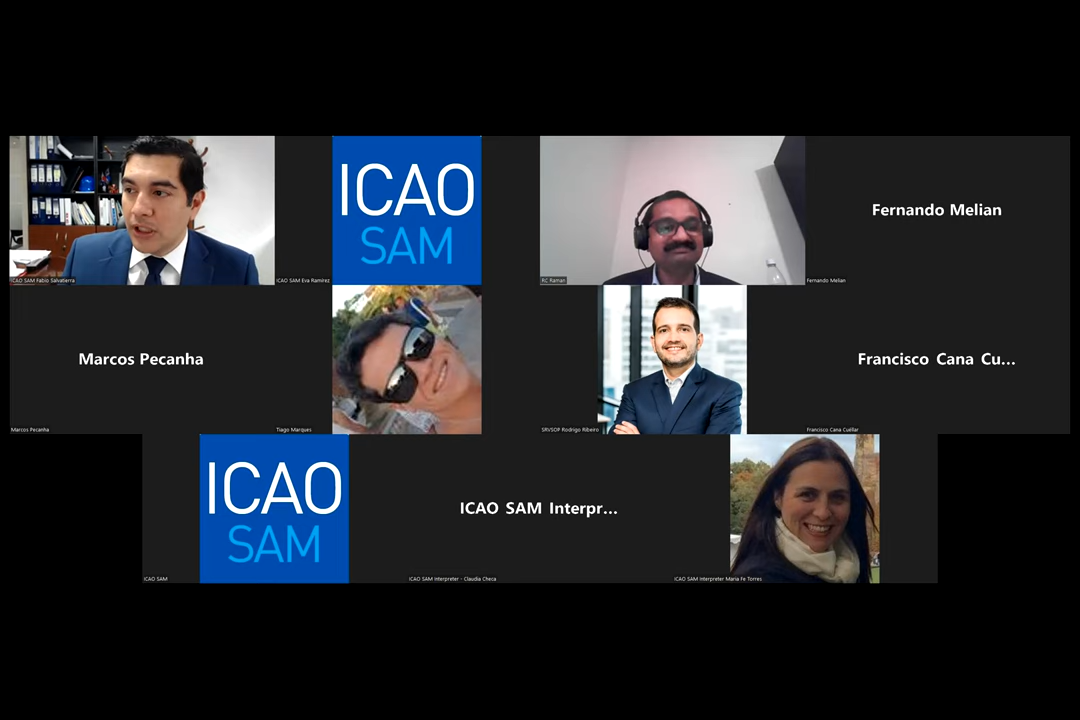 ICAO
SAM
ICAO SAM Fabio Salvatierra
ICAO SAM Eva Ramirez
RC Raman
Fernando Melian
Fernando Melian
Marcos Pecanha
Marcos Pecanha
Tiago Marques
SRVSOP Rodrigo Ribeiro
Francisco Cana Cu...
Francisco Cana Cuéllar
ICAO
SAM
ICAO SAM
ICAO SAM Interpr...
ICAO SAM Interpreter - Claudia Checa
ICAO SAM Interpreter Maria Fe Torres